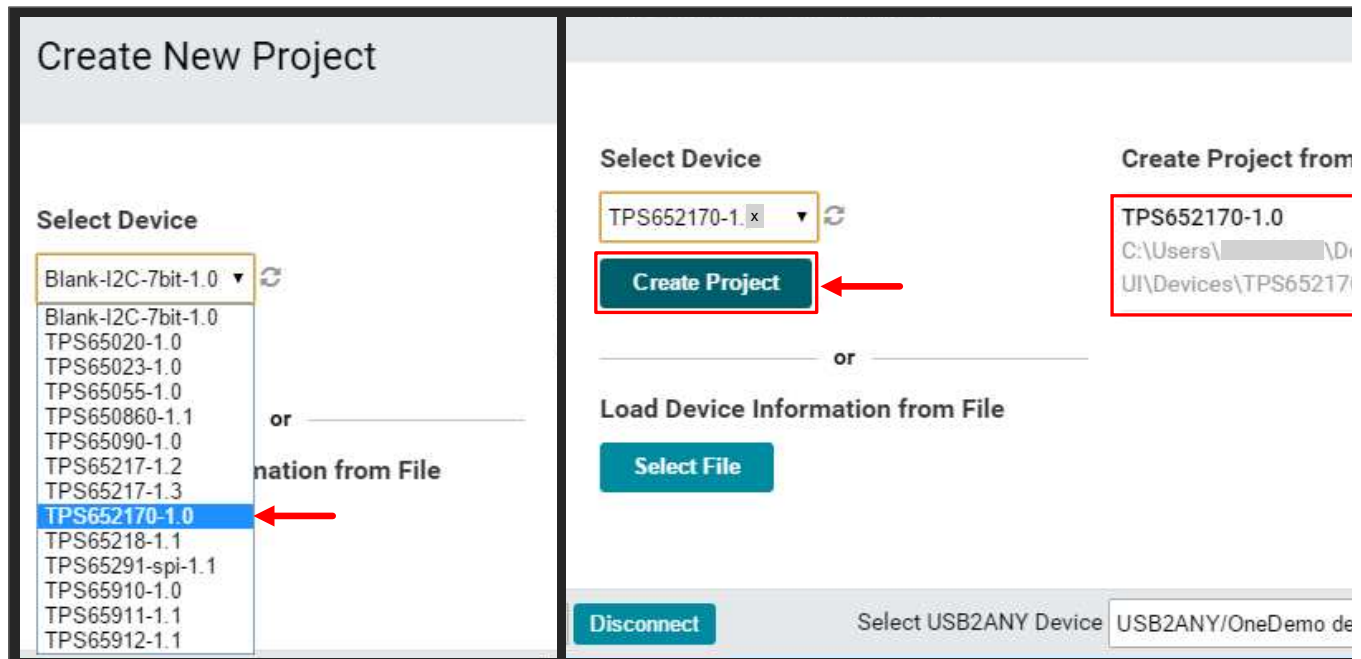 Create New Project
Select Device
Blank-I2C-7bit-1.0
Blank-I2C-7bit-1.0
TPS65020-1.0
TPS65023-1.0
TPS65055-1.0
TPS650860-1.1
TPS65090-1.0
TPS65217-1.2
TPS65217-1.3
TPS652170-1.0
TPS65218-1.1
TPS65291-spi-1.1
TPS65910-1.0
TPS65911-1.1
TPS65912-1.1
or
mation from File
Select Device
TPS652170-1.x
Create Project
or
Load Device Information from File
Select File
Create Project from
TPS652170-1.0
C:\Users\ \De
UI\Devices\TPS652170
Disconnect
Select USB2ANY Device
USB2ANY/OneDemo de